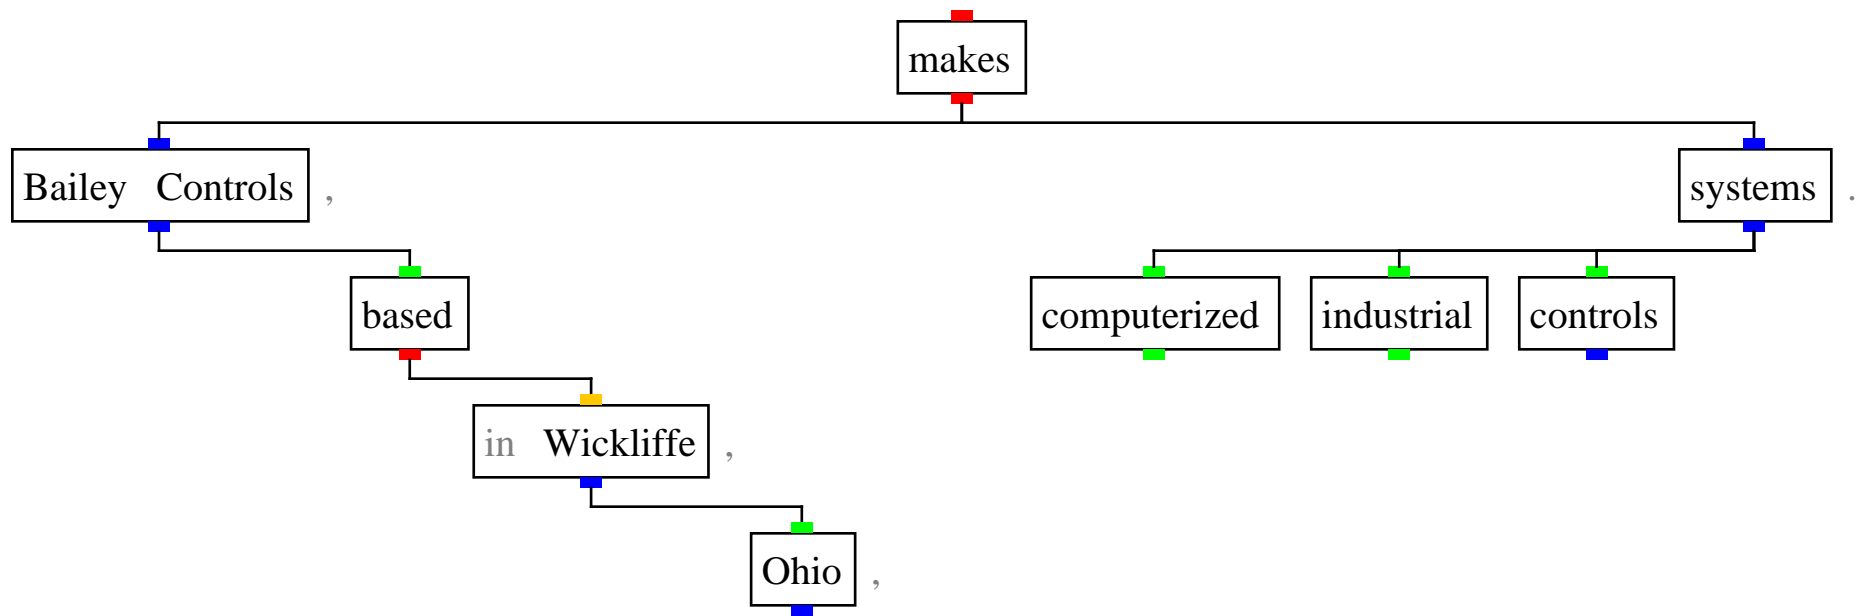 makes
Bailey Controls , systems .
based computerized industrial controls
in Wickliffe ,
Ohio ,